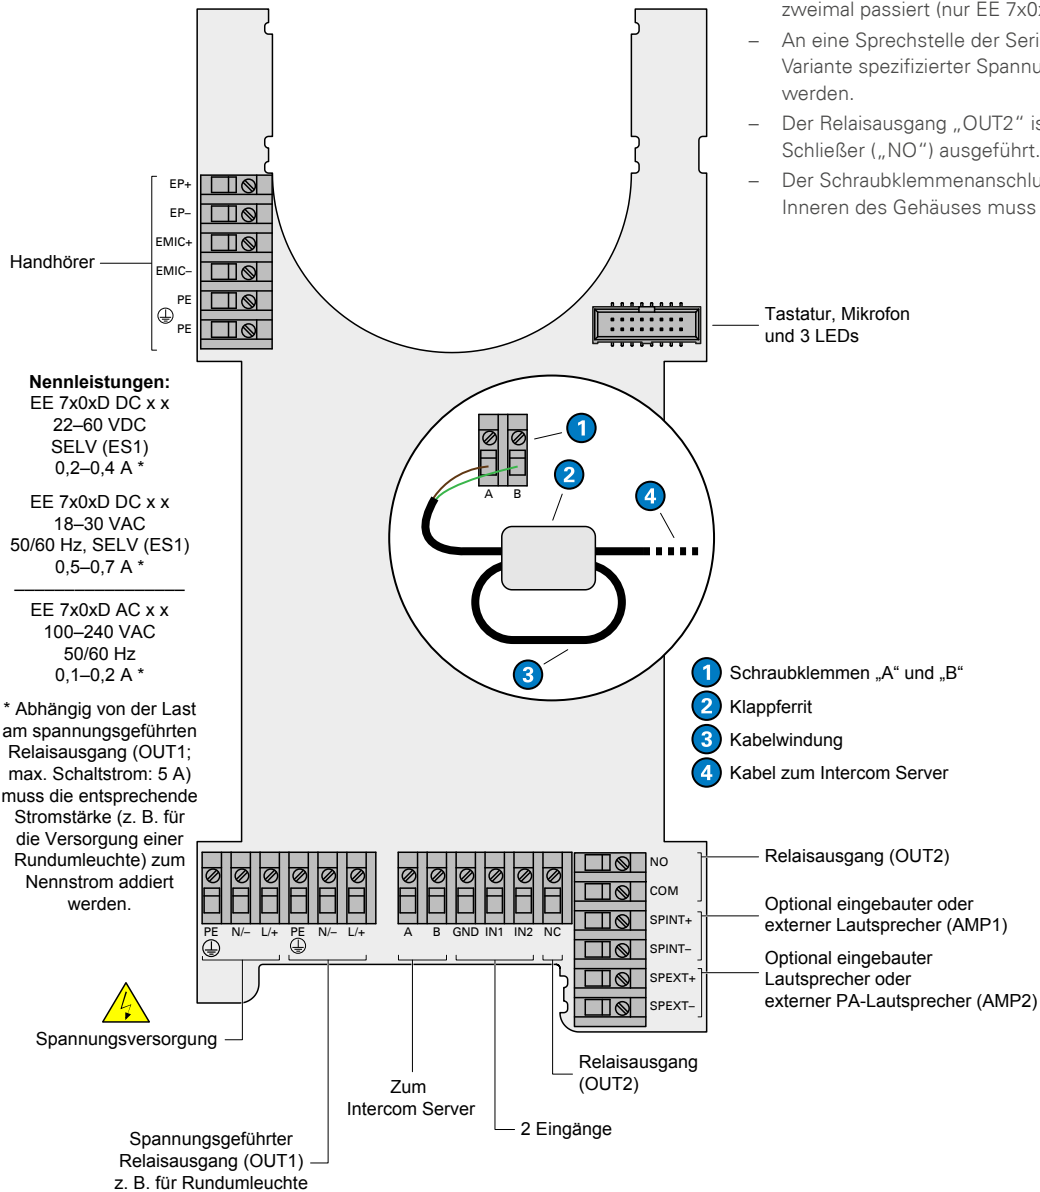 zweimal passiert (nur EE 7x0x
– An eine Sprechstelle der Seri
Variante spezifizierter Spannu
werden.
– Der Relaisausgang „OUT2" is
Schließer („NO") ausgeführt.
– Der Schraubklemmenanschlu
Inneren des Gehäuses muss
EP+
EP–
EMIC+
EMIC–
PE
PE
Handhörer
Tastatur, Mikrofon
und 3 LEDs
Nennleistungen:
EE 7x0xD DC x x
22–60 VDC
SELV (ES1)
0,2–0,4 A *
EE 7x0xD DC x x
18–30 VAC
50/60 Hz, SELV (ES1)
0,5–0,7 A *
EE 7x0xD AC x x
100–240 VAC
50/60 Hz
0,1–0,2 A *
* Abhängig von der Last
am spannungsgeführten
Relaisausgang (OUT1;
max. Schaltstrom: 5 A)
muss die entsprechende
Stromstärke (z. B. für
die Versorgung einer
Rundumleuchte) zum
Nennstrom addiert
werden.
1
2
3
4
A B
1 Schraubklemmen „A“ und „B“
2 Klappferrit
3 Kabelwindung
4 Kabel zum Intercom Server
NO
COM
SPINT+
SPINT–
SPEXT+
SPEXT–
Relaisausgang (OUT2)
Optional eingebauter oder
externer Lautsprecher (AMP1)
Optional eingebauter
Lautsprecher oder
externer PA-Lautsprecher (AMP2)
PE N/– L/+ PE N/– L/+ A B GND IN1 IN2 NC
Spannungsversorgung
Spannungsgeführter
Relaisausgang (OUT1)
z. B. für Rundumleuchte
Zum
Intercom Server
2 Eingänge
Relaisausgang
(OUT2)